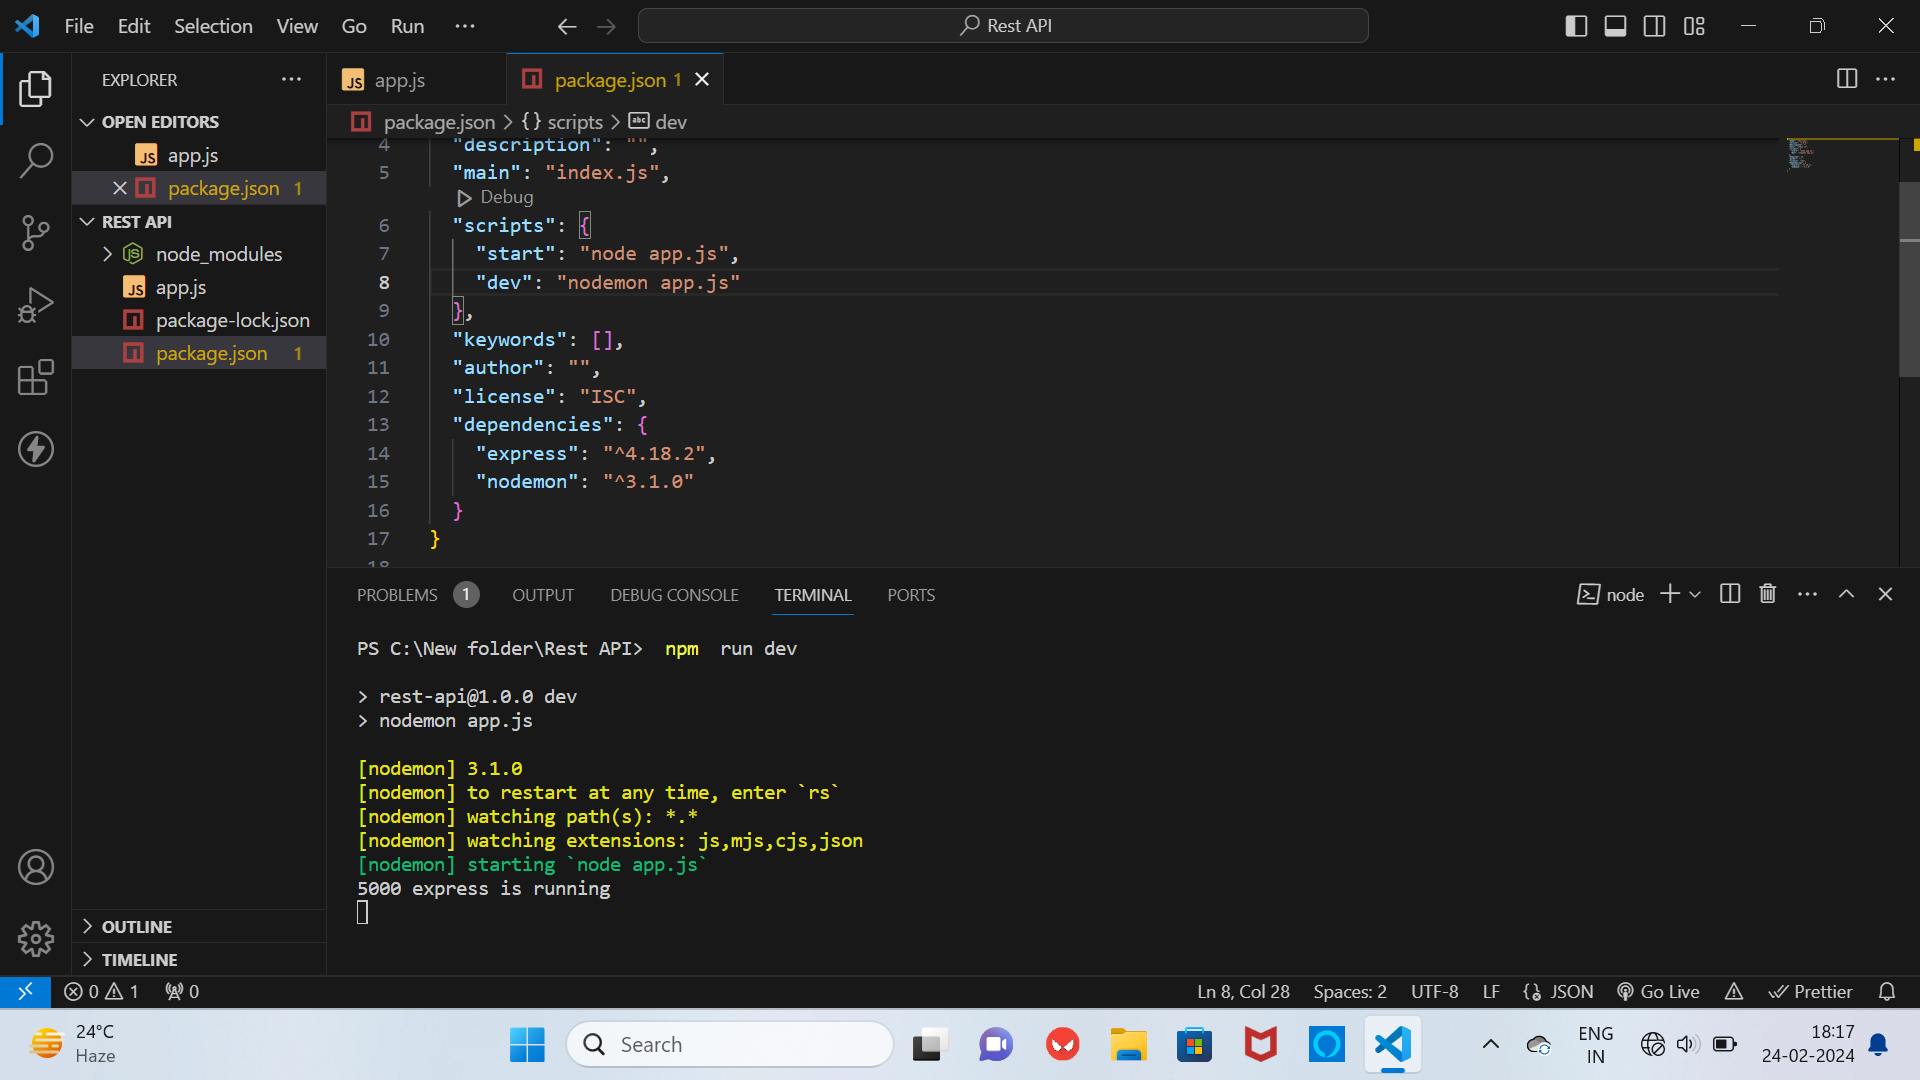 File Edit Selection View Go Run ··· Rest API
EXPLORER ···
OPEN EDITORS
JS app.js
package.json 1
REST API
node_modules
JS app.js
package-lock.json
package.json 1
OUTLINE
TIMELINE
JS app.js package.json 1
package.json > {} scripts > abc dev
4 "description": "",
5 "main": "index.js",
Debug
6 "scripts": {
7 "start": "node app.js",
8 "dev": "nodemon app.js"
9 },
10 "keywords": [],
11 "author": "",
12 "license": "ISC",
13 "dependencies": {
14 "express": "^4.18.2",
15 "nodemon": "^3.1.0"
16 }
17 }
18
PROBLEMS 1 OUTPUT DEBUG CONSOLE TERMINAL PORTS node
PS C:\New folder\Rest API> npm run dev
> rest-api@1.0.0 dev
> nodemon app.js
[nodemon] 3.1.0
[nodemon] to restart at any time, enter `rs`
[nodemon] watching path(s): *.*
[nodemon] watching extensions: js,mjs,cjs,json
[nodemon] starting `node app.js`
5000 express is running
0 1 0 Ln 8, Col 28 Spaces: 2 UTF-8 LF JSON Go Live Prettier
24°C
Haze
Search
ENG
IN
18:17
24-02-2024